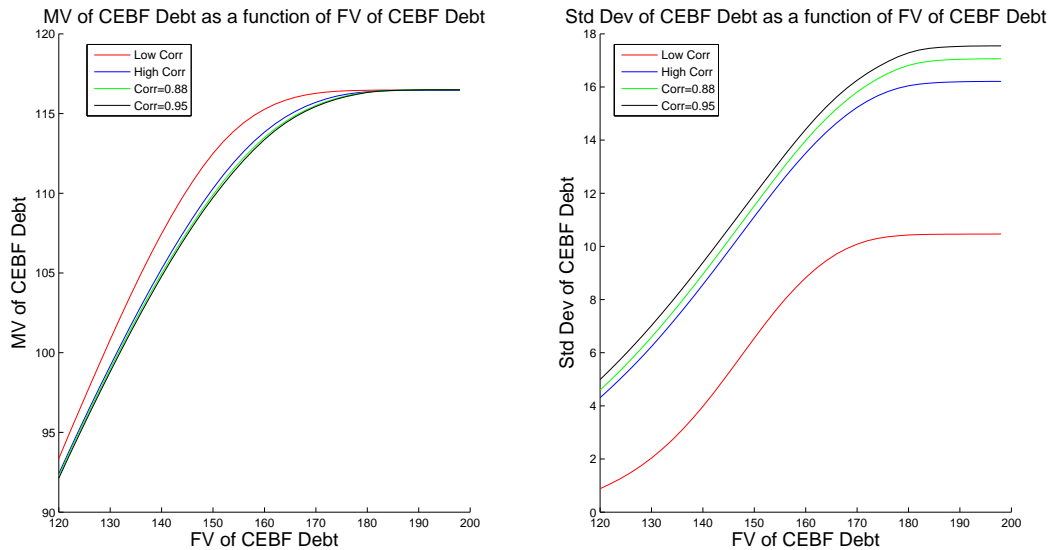 MV of CEBF Debt as a function of FV of CEBF Debt
120
115
110
105
100
95
90
MV of CEBF Debt
Low Corr
High Corr
Corr=0.88
Corr=0.95
120
130
140
150
160
170
180
190
200
FV of CEBF Debt
Std Dev of CEBF Debt as a function of FV of CEBF Debt
18
16
14
12
10
8
6
4
2
0
Std Dev of CEBF Debt
Low Corr
High Corr
Corr=0.88
Corr=0.95
120
130
140
150
160
170
180
190
200
FV of CEBF Debt